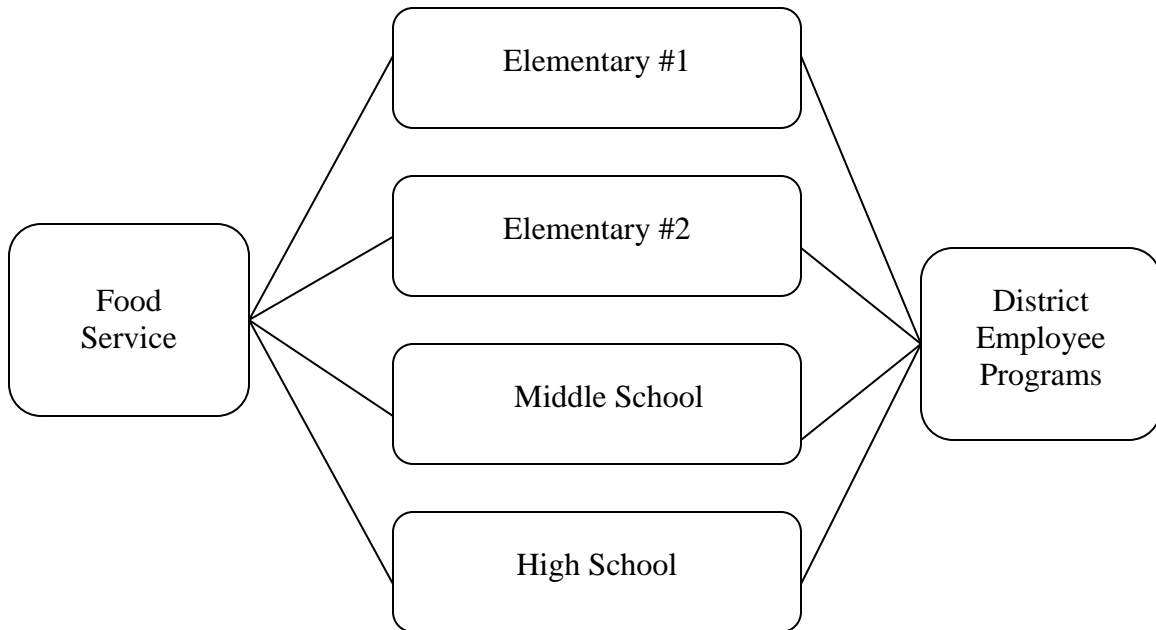 Elementary #1
Elementary #2
Food
Service
District
Employee
Programs
Middle School
High School